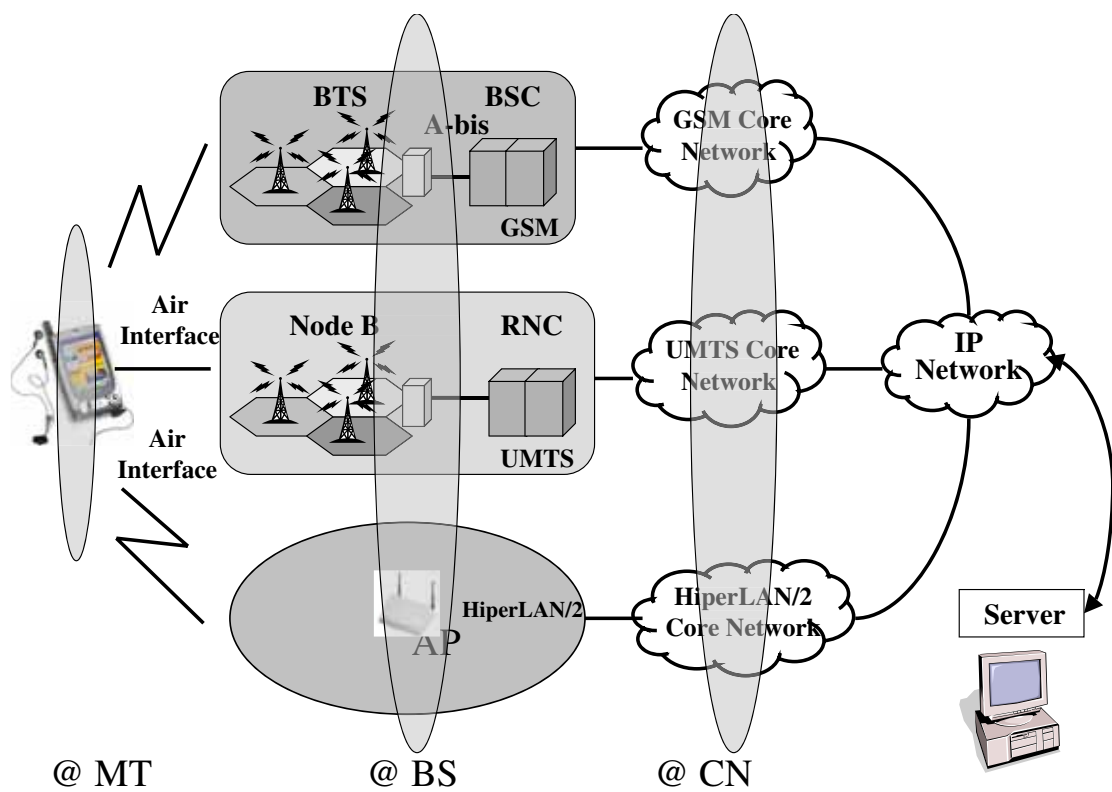 BTS
BSC
A-bis
GSM
GSM Core
Network
Air
Interface
Node B
RNC
UMTS
UMTS Core
Network
IP
Network
Air
Interface
HiperLAN/2
AP
HiperLAN/2
Core Network
Server
@ MT
@ BS
@ CN